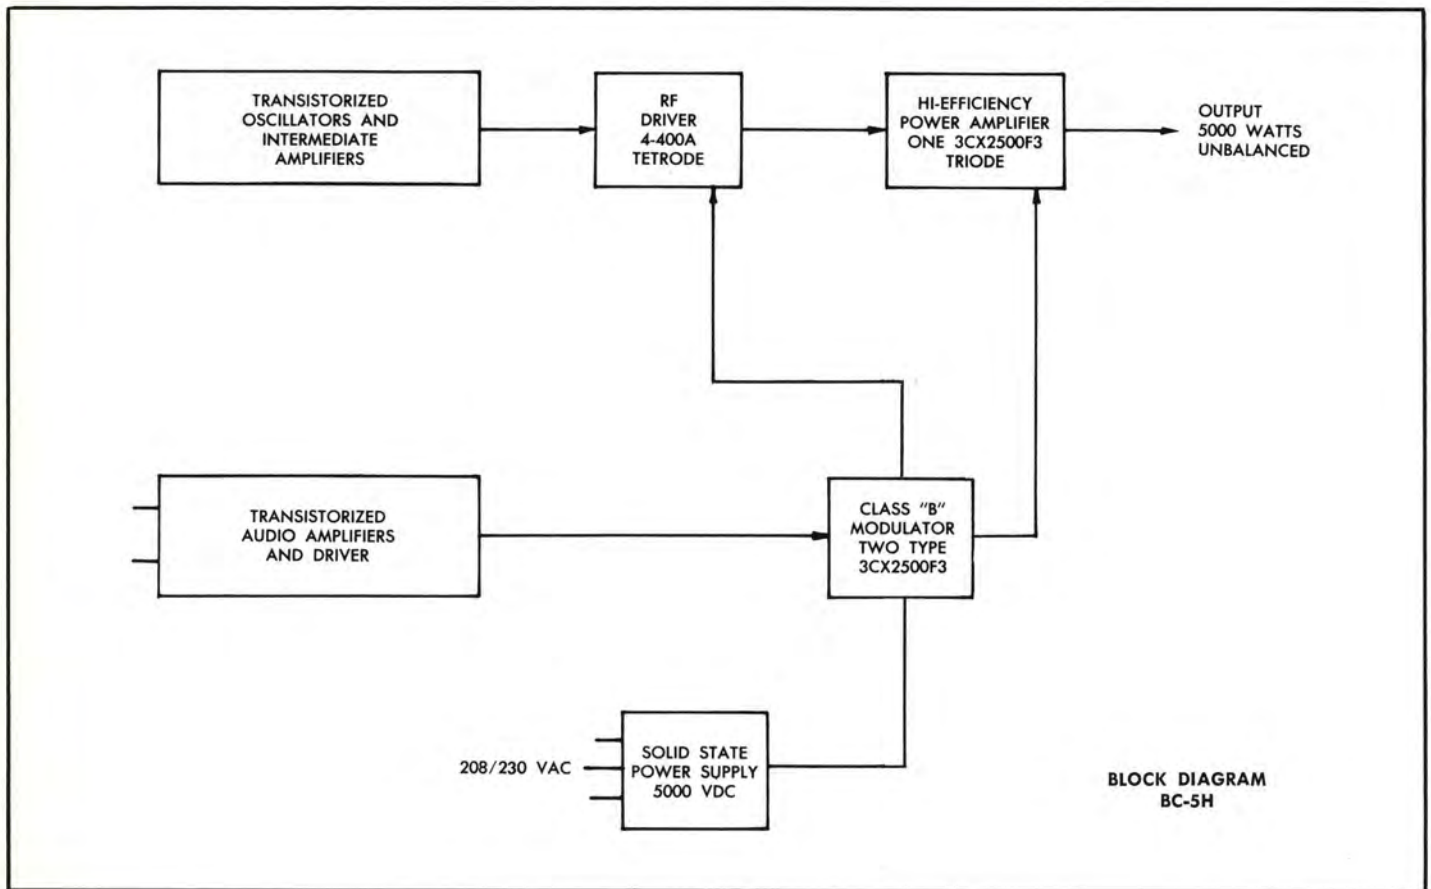 TRANSISTORIZED
OSCILLATORS AND
INTERMEDIATE
AMPLIFIERS
RF
DRIVER
4-400A
TETRODE
HI-EFFICIENCY
POWER AMPLIFIER
ONE 3CX2500F3
TRIODE
OUTPUT
5000 WATTS
UNBALANCED
TRANSISTORIZED
AUDIO AMPLIFIERS
AND DRIVER
CLASS "B"
MODULATOR
TWO TYPE
3CX2500F3
208/230 VAC
SOLID STATE
POWER SUPPLY
5000 VDC
BLOCK DIAGRAM
BC-5H